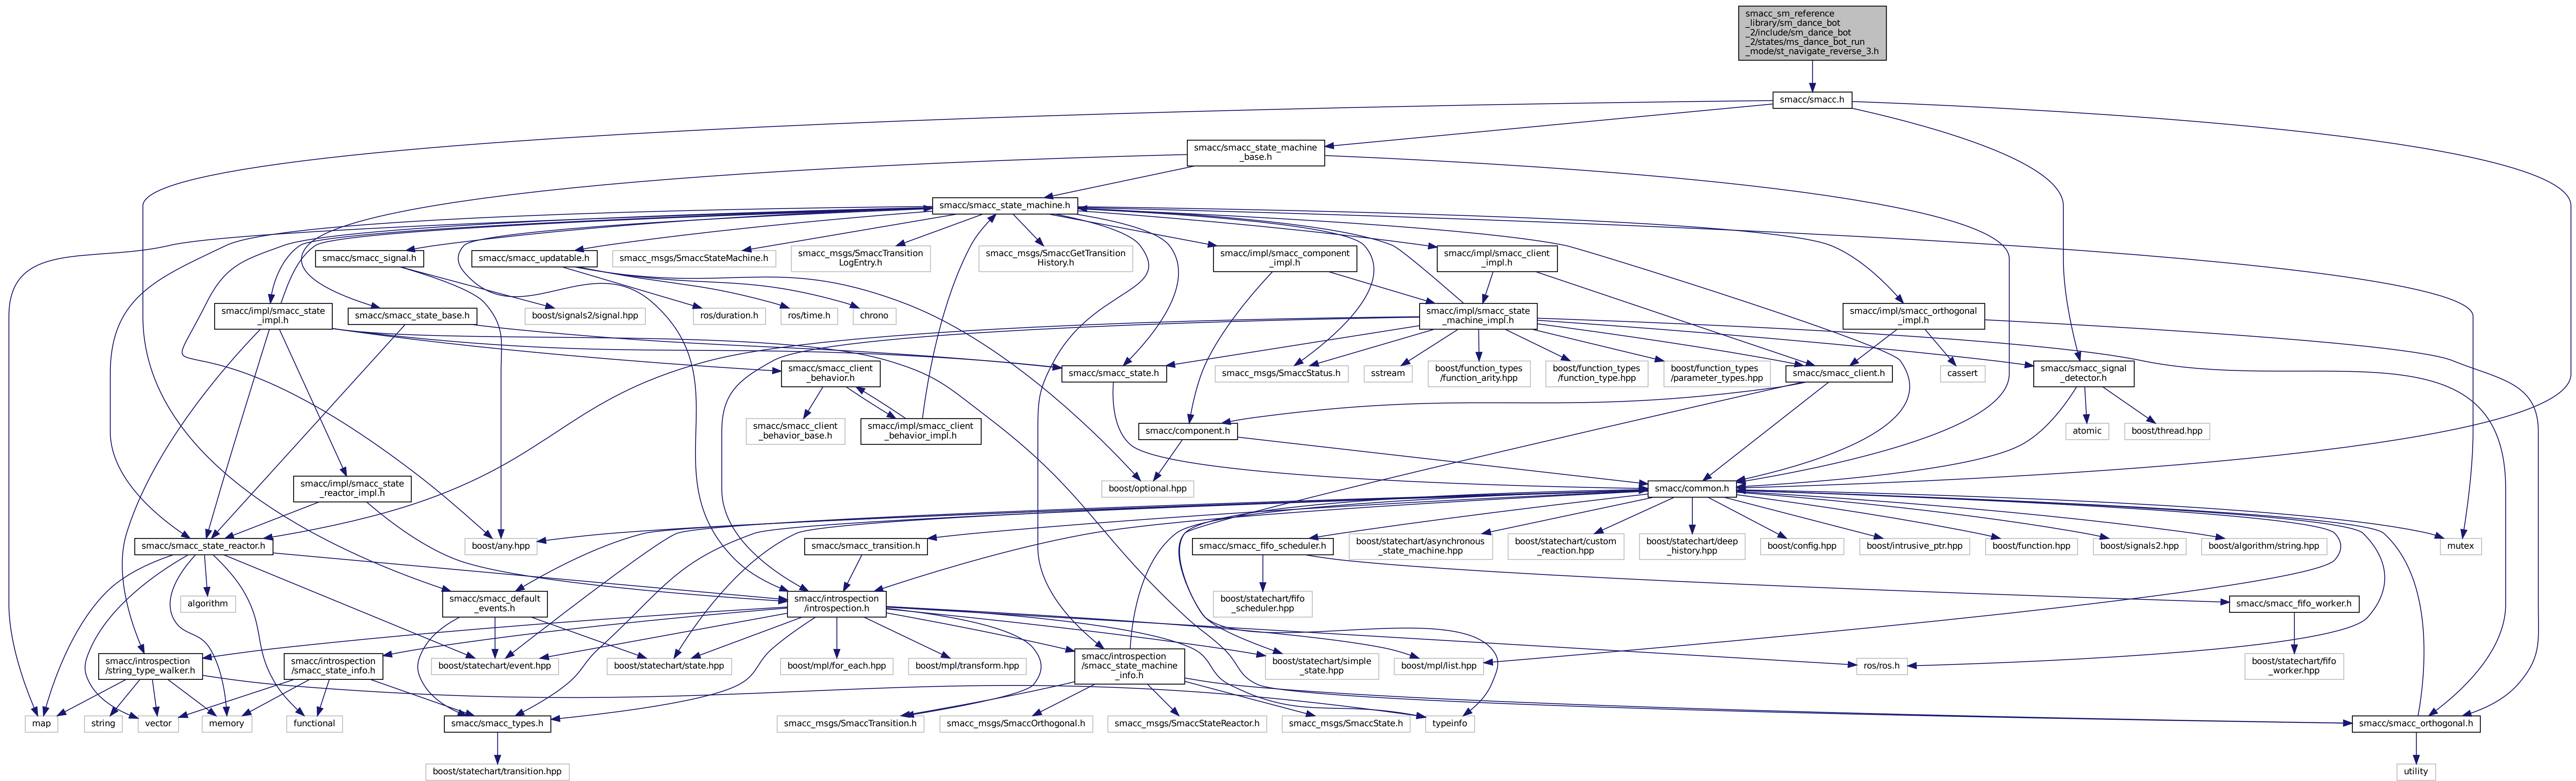 smacc_sm_reference
_library/sm_dance_bot
_2/include/sm_dance_bot
_2/states/ms_dance_bot_run
_mode/st_navigate_reverse_3.h
smacc/smacc.h
smacc/smacc_state_machine
_base.h
smacc/smacc_state_machine.h
smacc/smacc_signal.h
smacc/smacc_updatable.h
smacc_msgs/SmaccStateMachine.h
smacc_msgs/SmaccTransition
LogEntry.h
smacc_msgs/SmaccGetTransition
History.h
smacc/impl/smacc_component
_impl.h
smacc/impl/smacc_client
_impl.h
smacc/impl/smacc_state
_impl.h
smacc/smacc_state_base.h
boost/signals2/signal.hpp
ros/duration.h
ros/time.h
chrono
smacc/impl/smacc_state
_machine_impl.h
smacc/impl/smacc_orthogonal
_impl.h
smacc/smacc_client
_behavior.h
smacc/smacc_state.h
smacc_msgs/SmaccStatus.h
sstream
boost/function_types
/function_arity.hpp
boost/function_types
/function_type.hpp
boost/function_types
/parameter_types.hpp
smacc/smacc_client.h
cassert
smacc/smacc_signal
_detector.h
smacc/smacc_client
_behavior_base.h
smacc/impl/smacc_client
_behavior_impl.h
smacc/component.h
atomic
boost/thread.hpp
smacc/impl/smacc_state
_reactor_impl.h
boost/optional.hpp
smacc/common.h
smacc/smacc_state_reactor.h
boost/any.hpp
smacc/smacc_transition.h
smacc/smacc_fifo_scheduler.h
boost/statechart/asynchronous
_state_machine.hpp
boost/statechart/custom
_reaction.hpp
boost/statechart/deep
_history.hpp
boost/config.hpp
boost/intrusive_ptr.hpp
boost/function.hpp
boost/signals2.hpp
boost/algorithm/string.hpp
mutex
algorithm
smacc/smacc_default
_events.h
smacc/introspection
/introspection.h
boost/statechart/fifo
_scheduler.hpp
smacc/smacc_fifo_worker.h
smacc/introspection
/string_type_walker.h
smacc/introspection
/smacc_state_info.h
boost/statechart/event.hpp
boost/statechart/state.hpp
boost/mpl/for_each.hpp
boost/mpl/transform.hpp
smacc/introspection
/smacc_state_machine
_info.h
boost/statechart/simple
_state.hpp
boost/mpl/list.hpp
ros/ros.h
boost/statechart/fifo
_worker.hpp
map
string
vector
memory
functional
smacc/smacc_types.h
smacc_msgs/SmaccTransition.h
smacc_msgs/SmaccOrthogonal.h
smacc_msgs/SmaccStateReactor.h
smacc_msgs/SmaccState.h
typeinfo
smacc/smacc_orthogonal.h
boost/statechart/transition.hpp
utility